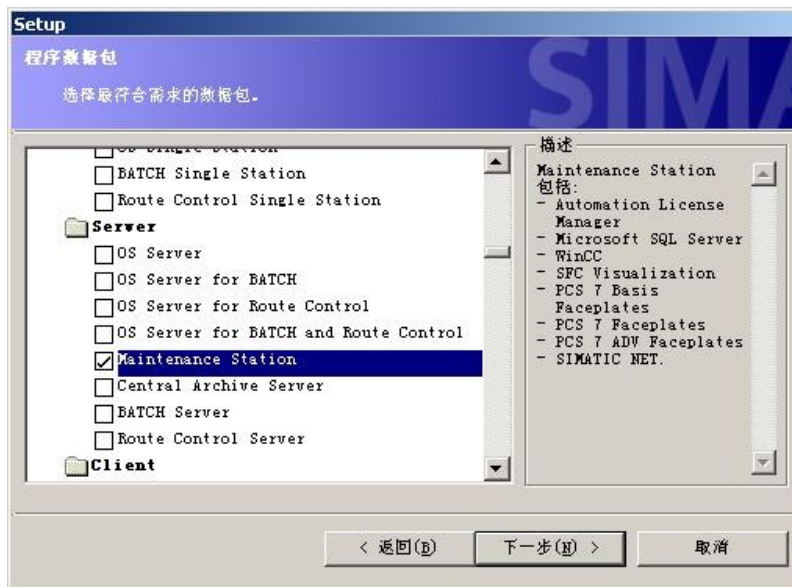 Setup
程序数据包
选择最符合需求的数据包。
SIMA
OS Single Station
BATCH Single Station
Route Control Single Station
Server
OS Server
OS Server for BATCH
OS Server for Route Control
OS Server for BATCH and Route Control
Maintenance Station
Central Archive Server
BATCH Server
Route Control Server
Client
描述
Maintenance Station
包括:
- Automation License
Manager
- Microsoft SQL Server
- WinCC
- SFC Visualization
- PCS 7 Basis
Faceplates
- PCS 7 Faceplates
- PCS 7 ADV Faceplates
- SIMATIC NET.
< 返回(B)
下一步(N) >
取消